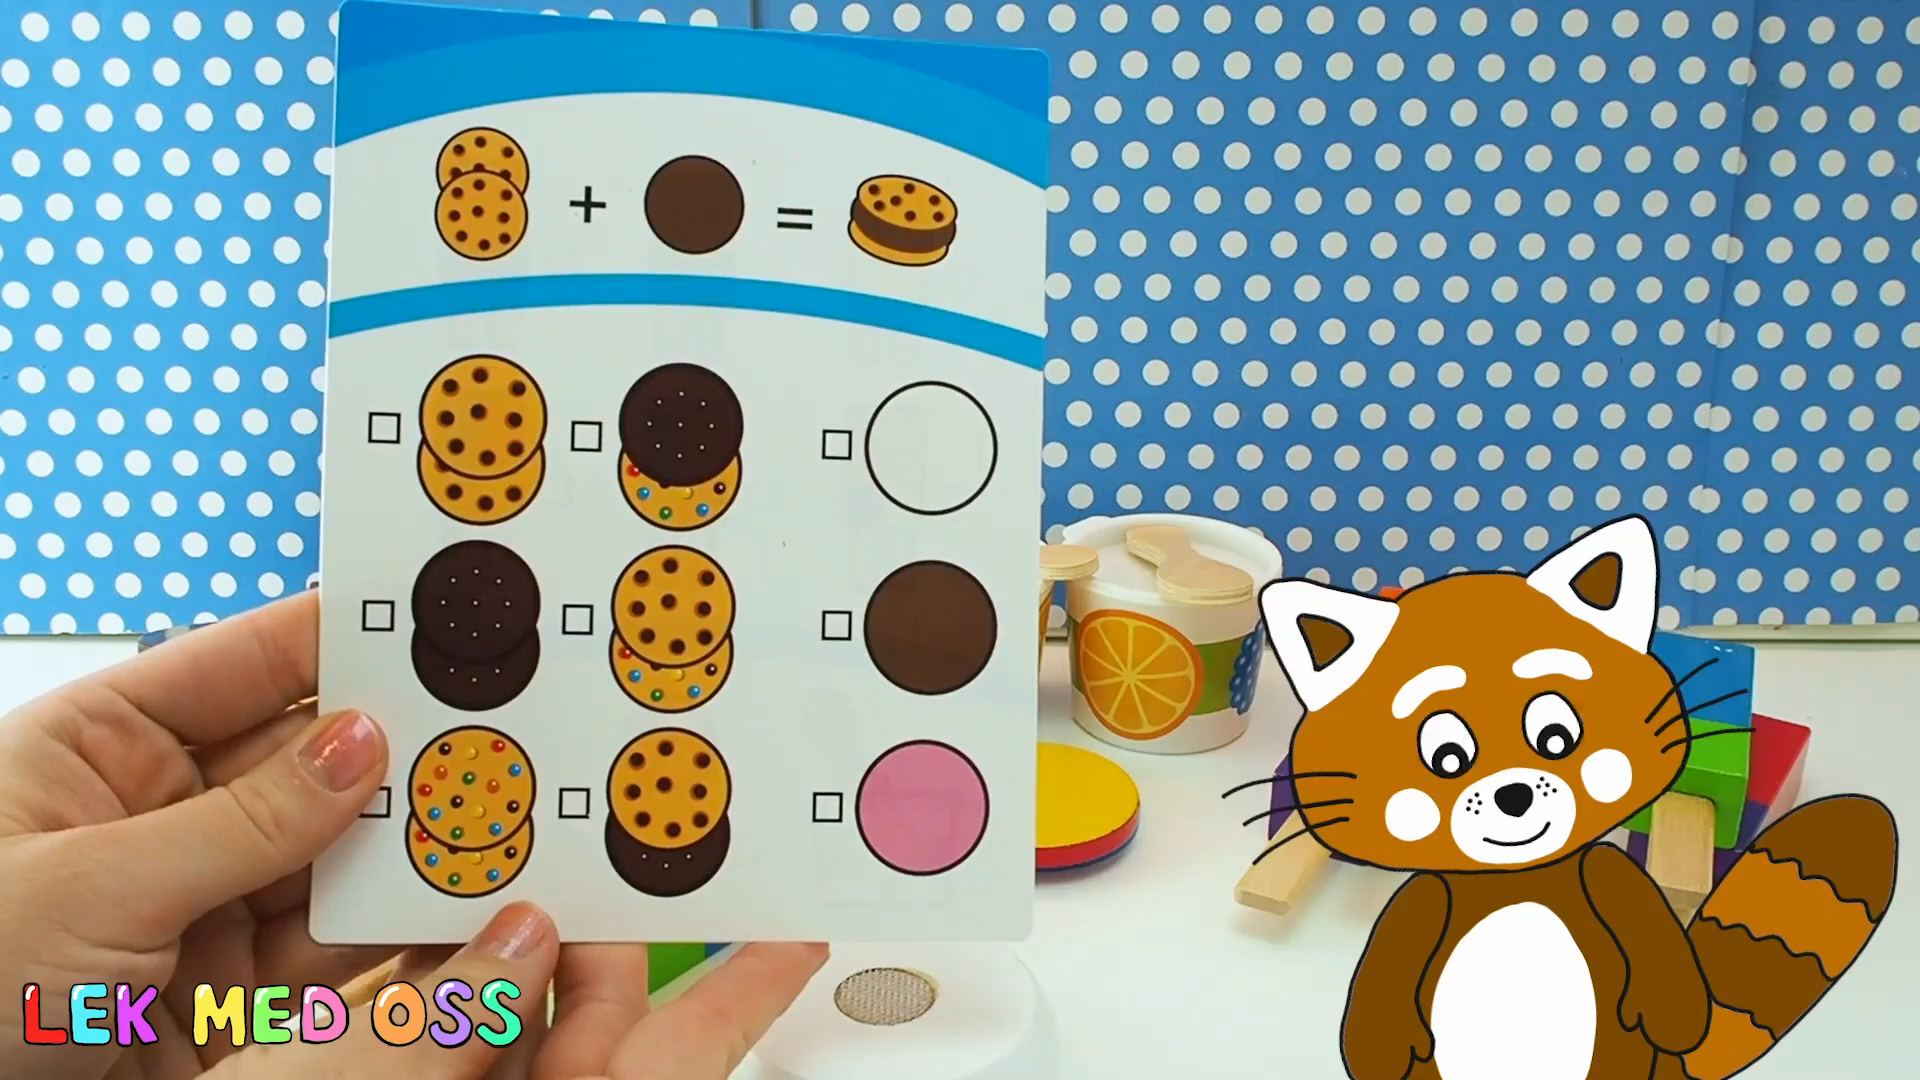 + =
LEK MED OSS